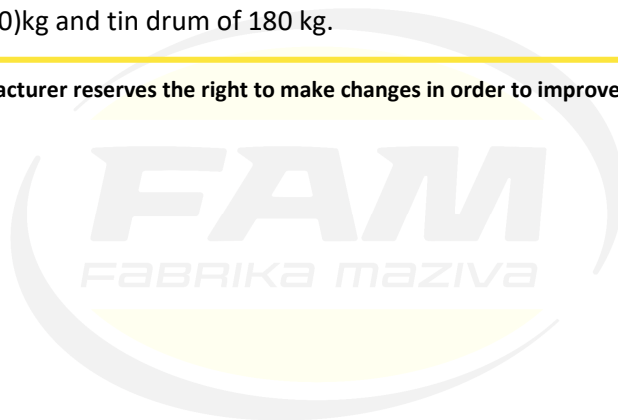 0)kg and tin drum of 180 kg.
acturer reserves the right to make changes in order to improve
FAM
FABRIKA MAZIVA